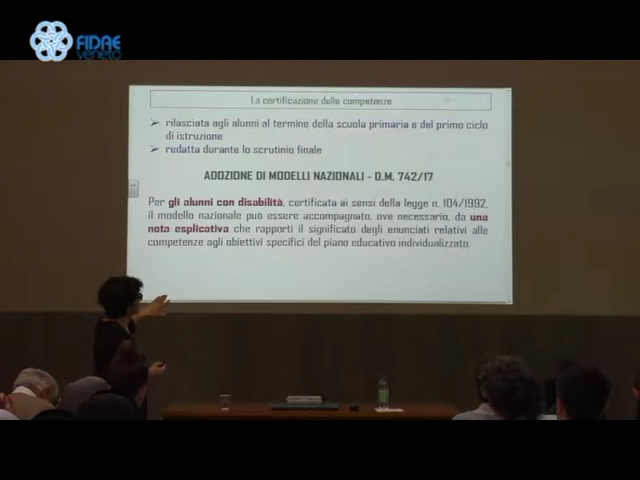 FIDAE
veneto
La certificazione delle competenze
➢ rilasciata agli alunni al termine della scuola primaria e del primo ciclo
di istruzione
➢ redatta durante lo scrutinio finale
ADOZIONE DI MODELLI NAZIONALI - D.M. 742/17
Per gli alunni con disabilità, certificata ai sensi della legge n. 104/1992,
il modello nazionale può essere accompagnato, ove necessario, da una
nota esplicativa che rapporti il significato degli enunciati relativi alle
competenze agli obiettivi specifici del piano educativo individualizzato.